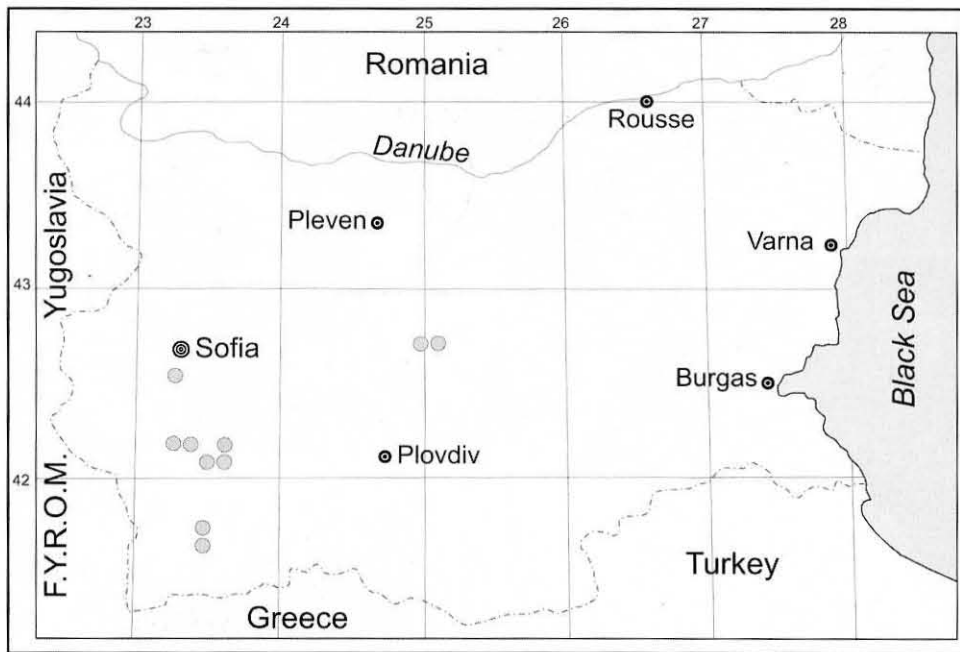 23 24 25 26 27 28
Romania
44
Rousse
Danube
Yugoslavia
Pleven
Varna
43
Sofia
Black Sea
Burgas
Plovdiv
42
F.Y.R.O.M.
Turkey
Greece